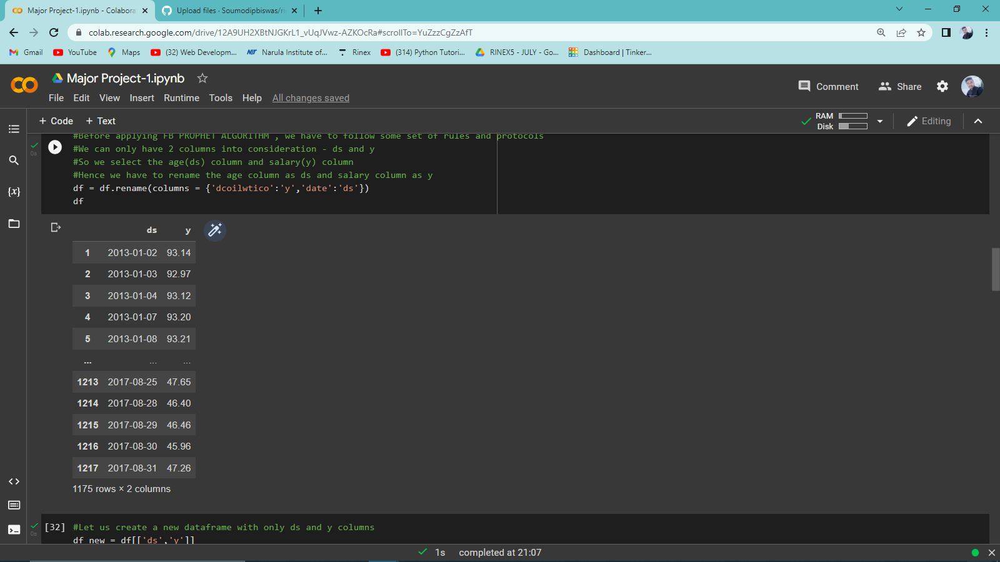 Major Project-1.ipynb - Colabora
Upload files · Soumodipbiswas/ri
colab.research.google.com/drive/12A9UH2XBtNJGKrL1_vUqJVwz-AZKOcRa#scrollTo=YuZzzCgZzAfT
Gmail YouTube Maps (32) Web Developm... Narula Institute of... Rinex (314) Python Tutori... RINEX5 - JULY - Go... Dashboard | Tinker...
Major Project-1.ipynb
Comment Share
File Edit View Insert Runtime Tools Help All changes saved
+ Code + Text
RAM
Disk
Editing
#Before applying FB PROPHET ALGORITHM , we have to follow some set of rules and protocols
#We can only have 2 columns into consideration - ds and y
#So we select the age(ds) column and salary(y) column
#Hence we have to rename the age column as ds and salary column as y
df = df.rename(columns = {'dcoilwtico':'y','date':'ds'})
df
0s
{x}
ds y
1 2013-01-02 93.14
2 2013-01-03 92.97
3 2013-01-04 93.12
4 2013-01-07 93.20
5 2013-01-08 93.21
... ... ...
1213 2017-08-25 47.65
1214 2017-08-28 46.40
1215 2017-08-29 46.46
1216 2017-08-30 45.96
1217 2017-08-31 47.26
1175 rows × 2 columns
[32] #Let us create a new dataframe with only ds and y columns
0s
df_new = df[['ds','y']]
1s completed at 21:07